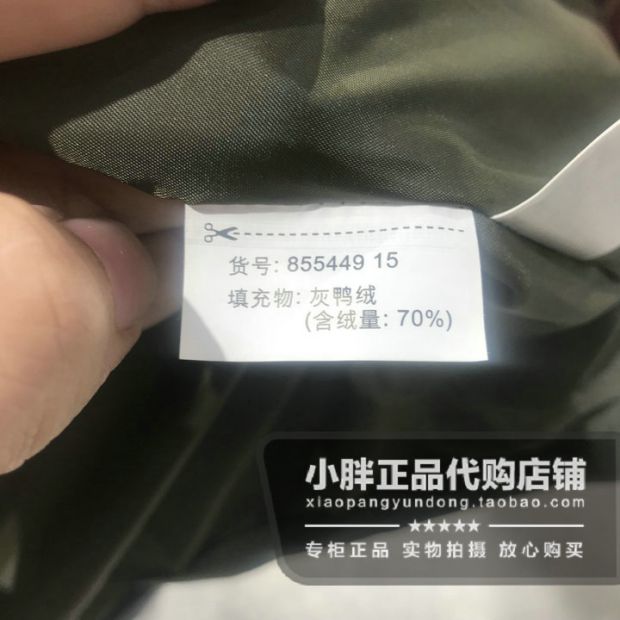 货号: 855449 15
填充物: 灰鸭绒
(含绒量: 70%)
小胖正品代购店铺
xiaopangyundong.taobao.com
专柜正品 实物拍摄 放心购买